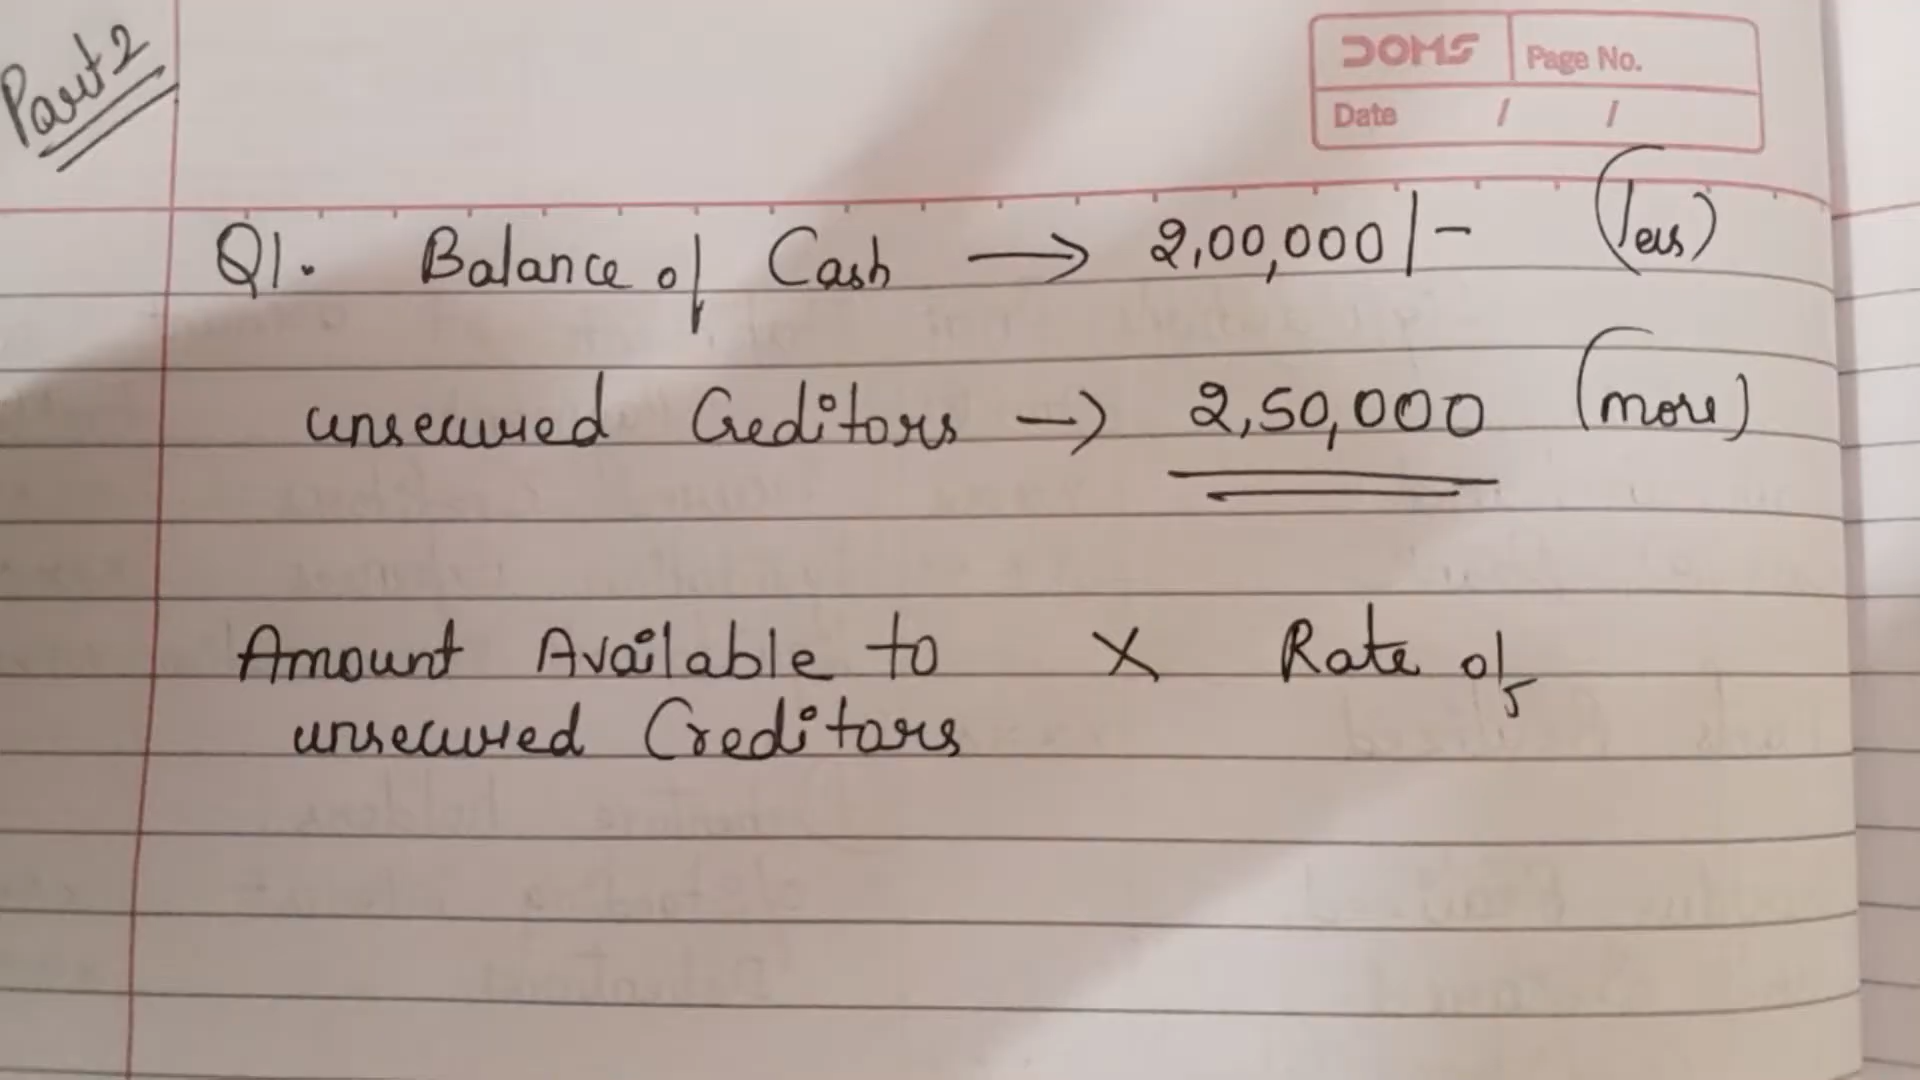 Part 2
DOMS Page No.
Date / /
Q1. Balance of Cash → 2,00,000/- (less)
unsecured Creditors → 2,50,000 (more)
Amount Available to × Rate of
unsecured Creditors